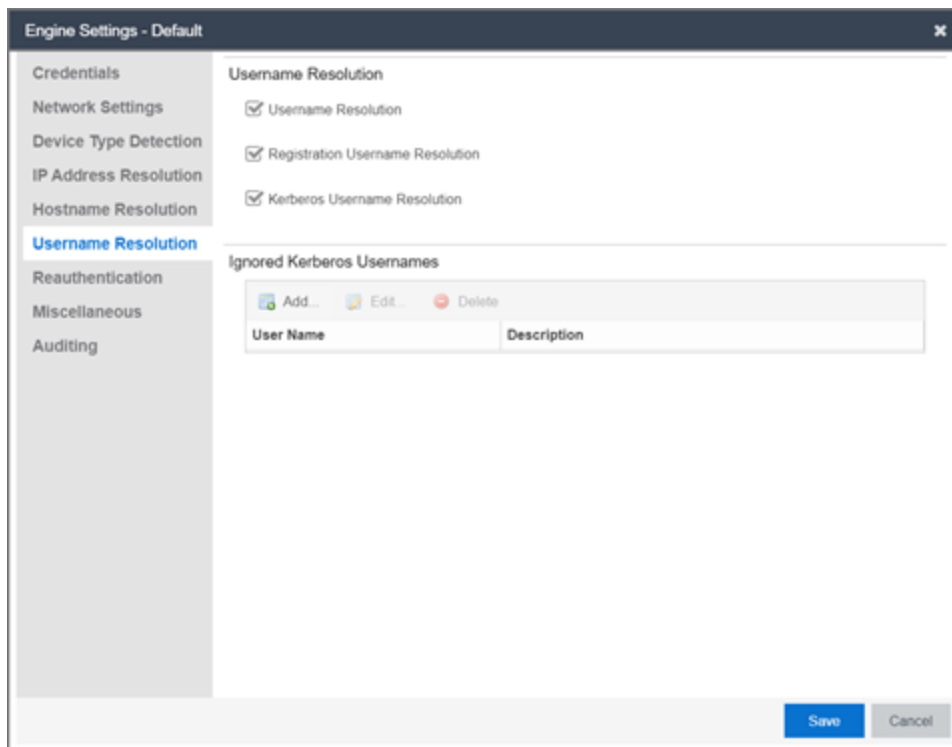 Engine Settings - Default
Credentials
Network Settings
Device Type Detection
IP Address Resolution
Hostname Resolution
Username Resolution
Reauthentication
Miscellaneous
Auditing
Username Resolution
Username Resolution
Registration Username Resolution
Kerberos Username Resolution
Ignored Kerberos Usernames
Add... Edit... Delete
User Name Description
Save Cancel